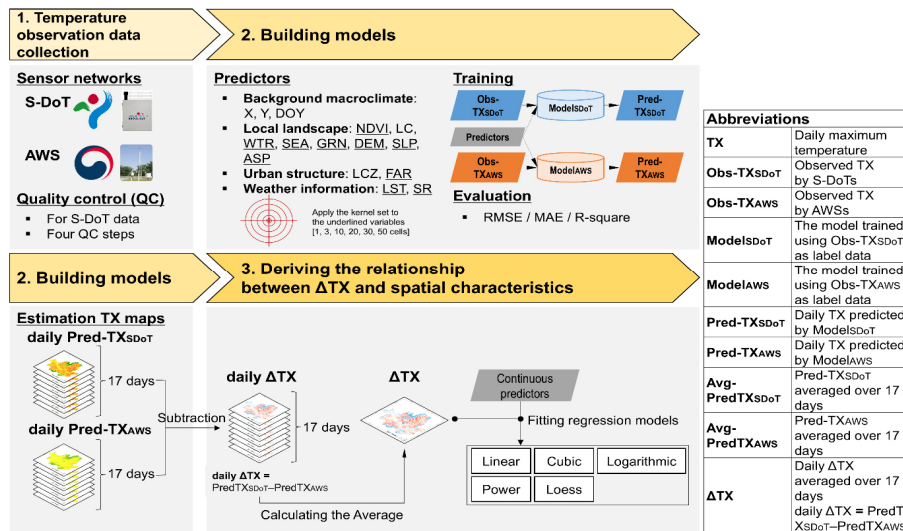 1. Temperature
observation data
collection
2. Building models
Sensor networks
S-DoT
AWS
Quality control (QC)
▪ For S-DoT data
▪ Four QC steps
Predictors
▪ Background macroclimate:
X, Y, DOY
▪ Local landscape: NDVI, LC,
WTR, SEA, GRN, DEM, SLP,
ASP
▪ Urban structure: LCZ, FAR
▪ Weather information: LST, SR
Apply the kernel set to
the underlined variables
[1, 3, 10, 20, 30, 50 cells]
Training
Obs-
TXSDoT
ModelSDoT
Pred-
TXSDoT
Predictors
Obs-
TXAWS
ModelAWS
Pred-
TXAWS
Evaluation
▪ RMSE / MAE / R-square
2. Building models
3. Deriving the relationship
between ΔTX and spatial characteristics
Estimation TX maps
daily Pred-TXSDoT
17 days
daily Pred-TXAWS
17 days
Subtraction
daily ΔTX
17 days
daily ΔTX =
PredTXSDoT–PredTXAWS
Calculating the Average
ΔTX
Continuous
predictors
Fitting regression models
Linear
Cubic
Logarithmic
Power
Loess
Abbreviations
TX
Daily maximum
temperature
Obs-TXSDoT
Observed TX
by S-DoTs
Obs-TXAWS
Observed TX
by AWSs
ModelSDoT
The model trained
using Obs-TXSDoT
as label data
ModelAWS
The model trained
using Obs-TXAWS
as label data
Pred-TXSDoT
Daily TX predicted
by ModelSDoT
Pred-TXAWS
Daily TX predicted
by ModelAWS
Avg-
PredTXSDoT
Pred-TXSDoT
averaged over 17
days
Avg-
PredTXAWS
Pred-TXAWS
averaged over 17
days
ΔTX
Daily ΔTX
averaged over 17
days
daily ΔTX = PredT
XSDoT–PredTXAWS